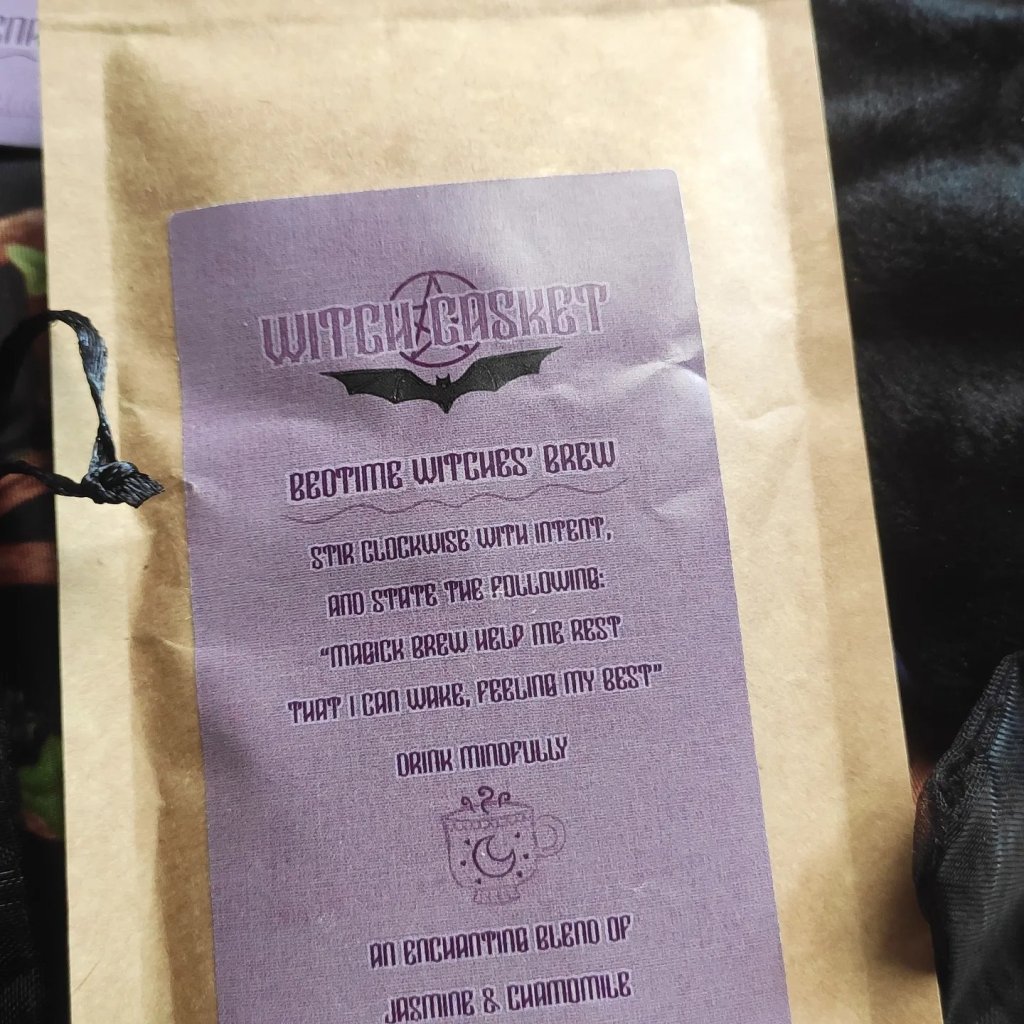 WITCH CASKET
BEDTIME WITCHES' BREW
STIR CLOCKWISE WITH INTENT,
AND STATE THE FOLLOWING:
"MAGICK BREW HELP ME REST
THAT I CAN WAKE, FEELING MY BEST"
DRINK MINDFULLY
AN ENCHANTING BLEND OF
JASMINE & CHAMOMILE